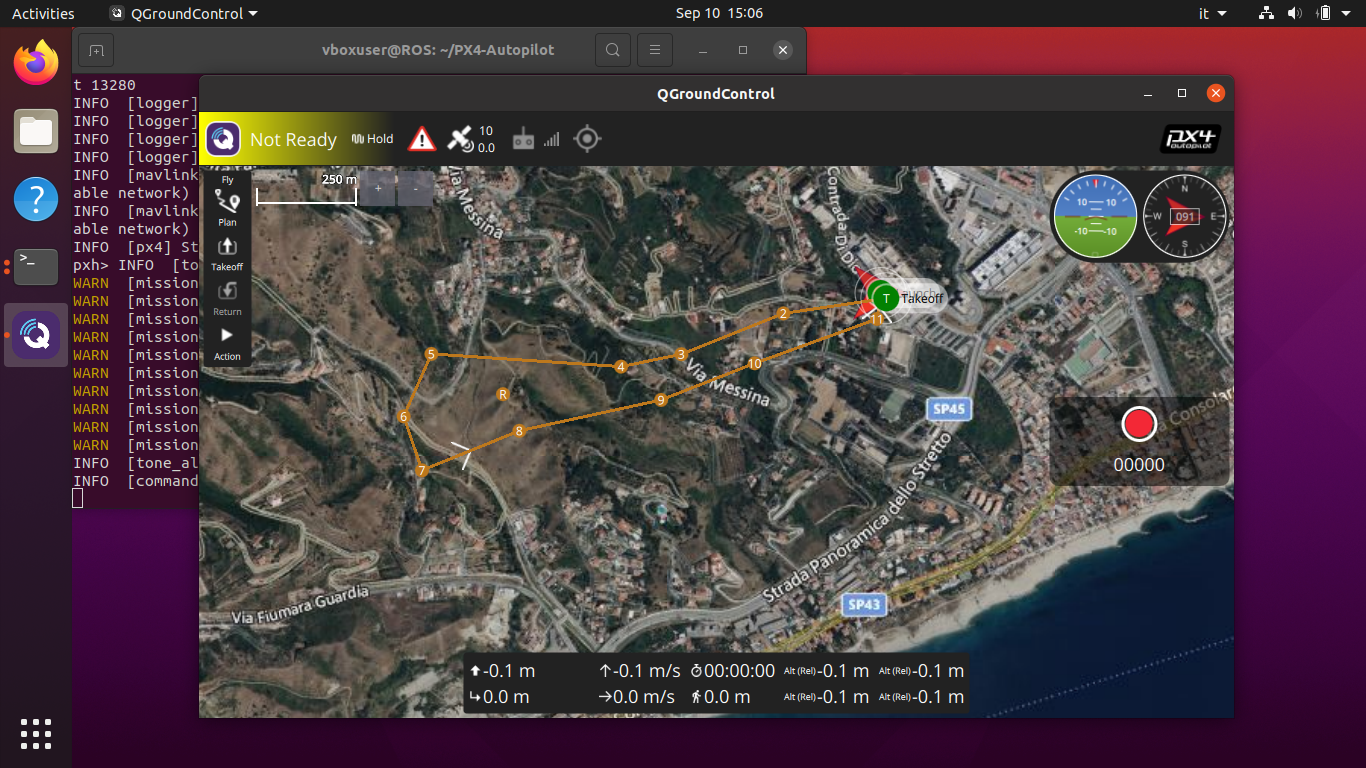 Activities
QGroundControl
Sep 10 15:06
it
vboxuser@ROS: ~/PX4-Autopilot
t 13280
INFO [logger]
INFO [logger]
INFO [logger]
INFO [logger]
INFO [mavlink
able network)
INFO [mavlink
able network)
INFO [px4] St
pxh> INFO [to
WARN [mission
WARN [mission
WARN [mission
WARN [mission
WARN [mission
WARN [mission
WARN [mission
WARN [mission
WARN [mission
WARN [mission
INFO [tone_al
INFO [command
QGroundControl
Not Ready
Hold
10
0.0
PX4
autopilot
Fly
Plan
Takeoff
Return
Action
250 m
+
-
Via Messina
Contrada Di Dic
N
W
E
S
091
10 10
-10 -10
T
Takeoff
2
11
3
4
5
10
Via Messina
R
9
6
8
7
SP45
Consolar
00000
Strada Panoramica dello Stretto
Via Fiumara Guardia
SP43
-0.1 m -0.1 m/s 00:00:00 Alt (Rel) -0.1 m Alt (Rel) -0.1 m
0.0 m 0.0 m/s 0.0 m Alt (Rel) -0.1 m Alt (Rel) -0.1 m